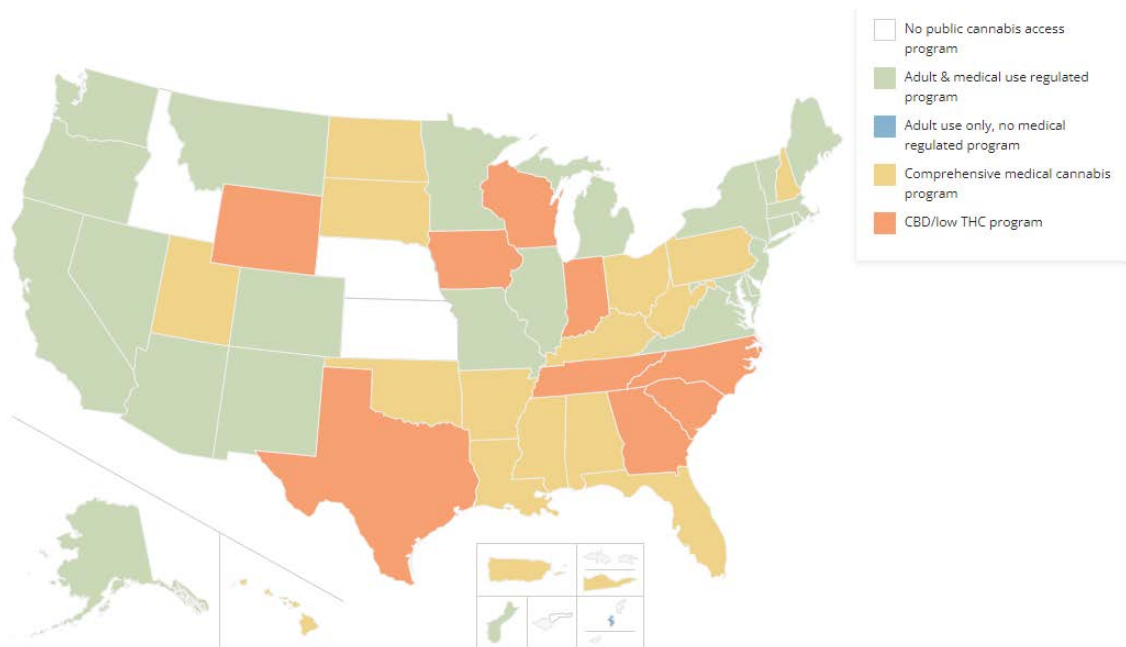 No public cannabis access
program
Adult & medical use regulated
program
Adult use only, no medical
regulated program
Comprehensive medical cannabis
program
CBD/low THC program